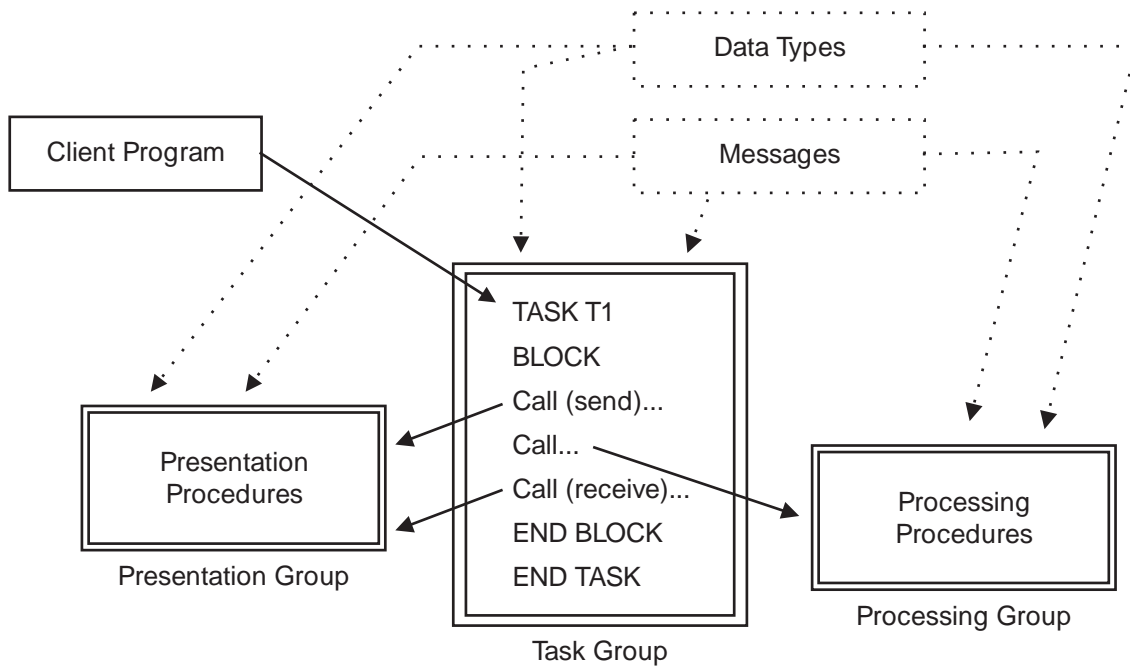 Data Types
Client Program
Messages
TASK T1
BLOCK
Call (send)...
Call...
Call (receive)...
END BLOCK
END TASK
Presentation
Procedures
Processing
Procedures
Presentation Group
Processing Group
Task Group